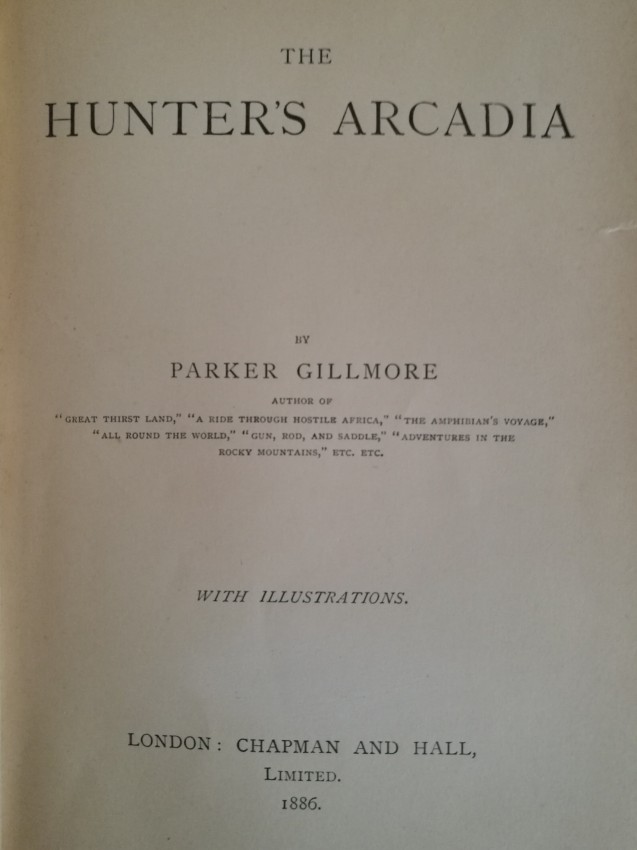 THE
HUNTER'S ARCADIA
BY
PARKER GILLMORE
AUTHOR OF
"GREAT THIRST LAND," "A RIDE THROUGH HOSTILE AFRICA," "THE AMPHIBIAN'S VOYAGE,"
"ALL ROUND THE WORLD," "GUN, ROD, AND SADDLE," "ADVENTURES IN THE
ROCKY MOUNTAINS," ETC. ETC.
WITH ILLUSTRATIONS.
LONDON: CHAPMAN AND HALL,
LIMITED.
1886.